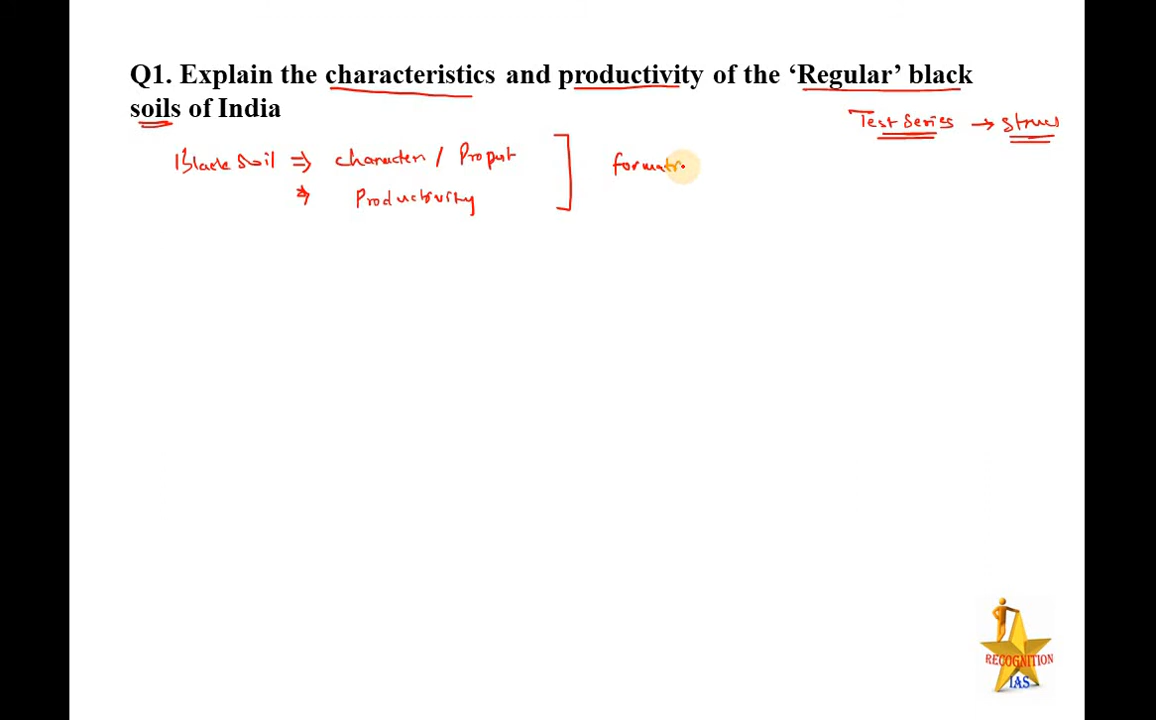 Q1. Explain the characteristics and productivity of the ‘Regular’ black
soils of India
Test Series → Struc
Black Soil ⇒ characters / Propert
⇒ Productivity
formati
RECOGNITION
IAS